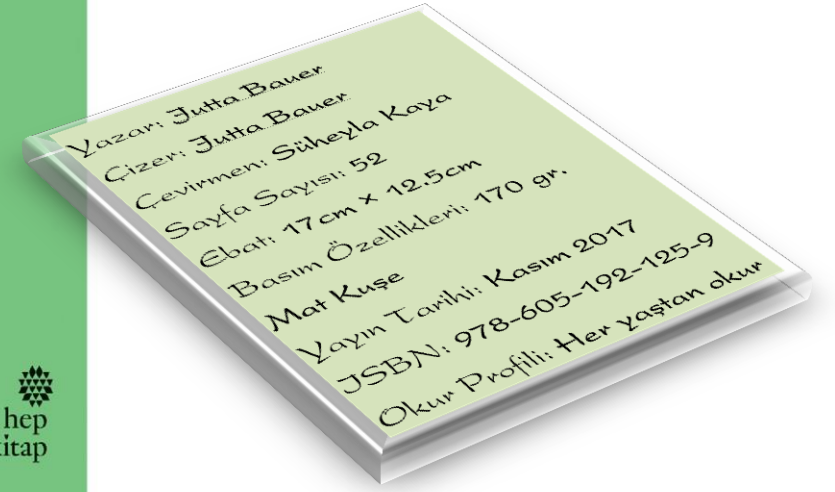 Yazar: Jutta Bauer
Çizer: Jutta Bauer
Çevirmen: Süheyla Kaya
Sayfa Sayısı: 52
Ebat: 17cm x 12.5cm
Basım Özellikleri: 170 gr.
Mat Kuşe
Yayın Tarihi: Kasım 2017
ISBN: 978-605-192-125-9
Okur Profili: Her yaştan okur
hep
kitap